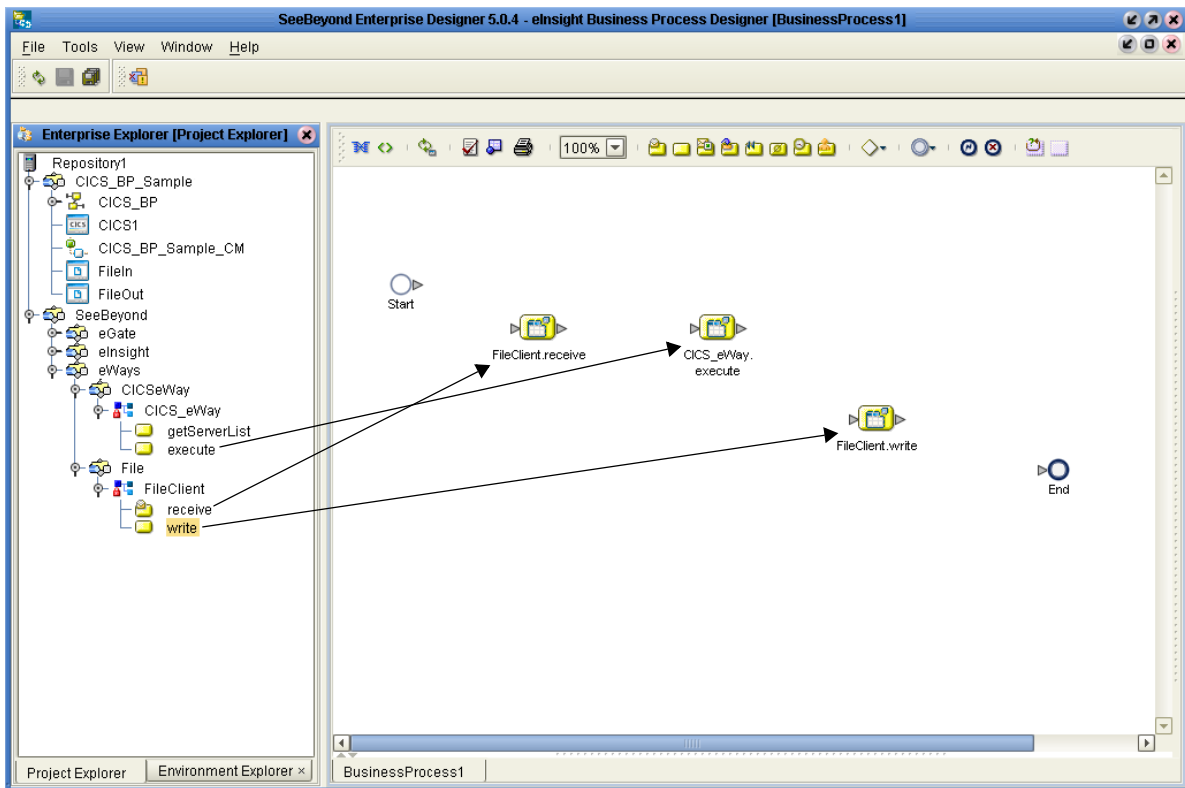 SeeBeyond Enterprise Designer 5.0.4 - eInsight Business Process Designer [BusinessProcess1]
File Tools View Window Help
Enterprise Explorer [Project Explorer]
Repository1
CICS_BP_Sample
CICS_BP
CICS
CICS1
CICS_BP_Sample_CM
FileIn
FileOut
SeeBeyond
eGate
eInsight
eWays
CICSeWay
CICS_eWay
getServerList
execute
File
FileClient
receive
write
Project Explorer
Environment Explorer ×
100%
Start
FileClient.receive
CICS_eWay.
execute
FileClient.write
End
BusinessProcess1